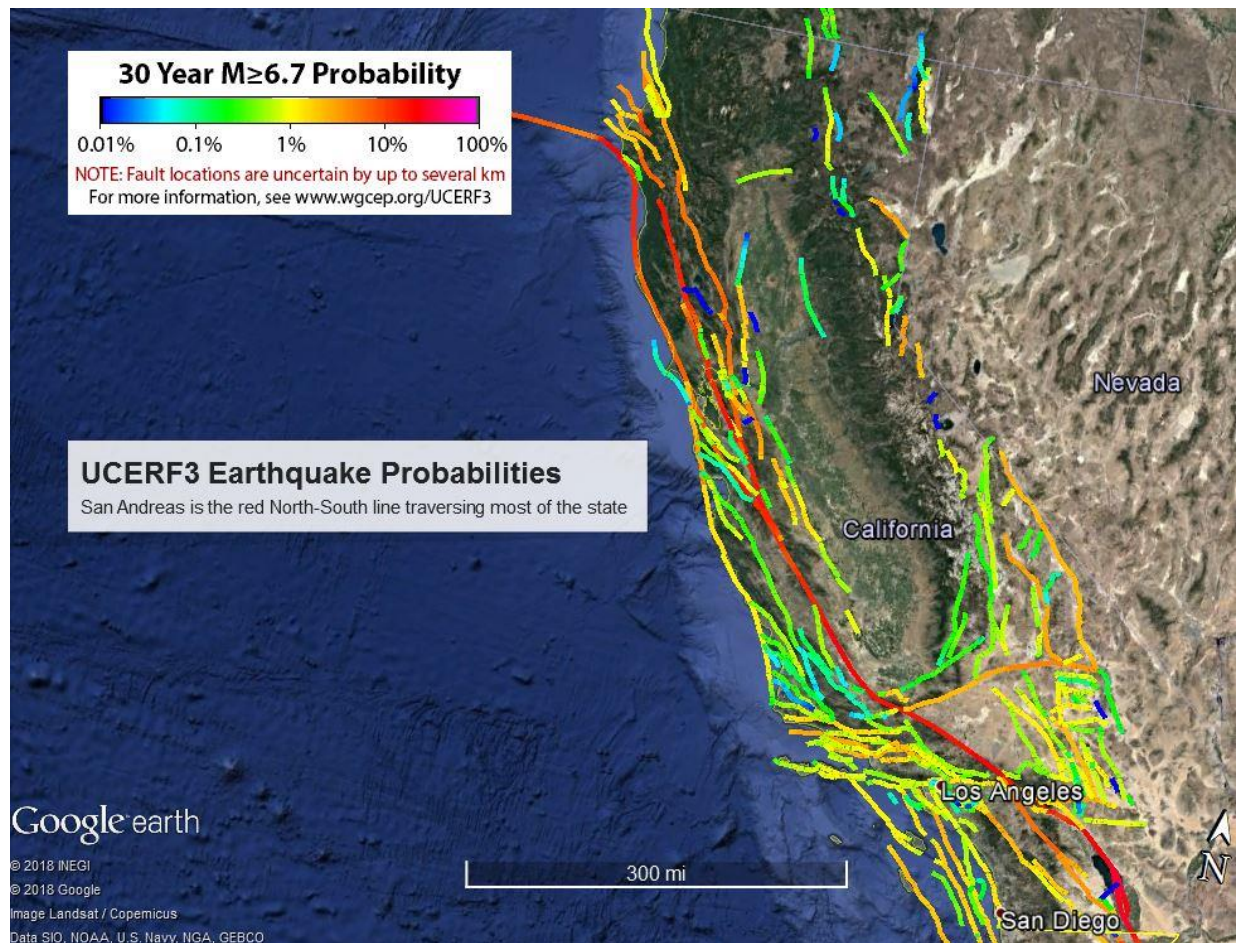 30 Year M≥6.7 Probability
0.01% 0.1% 1% 10% 100%
NOTE: Fault locations are uncertain by up to several km
For more information, see www.wgcep.org/UCERF3
Nevada
UCERF3 Earthquake Probabilities
San Andreas is the red North-South line traversing most of the state
California
Los Angeles
Google earth
© 2018 INEGI
© 2018 Google
Image Landsat / Copernicus
Data SIO, NOAA, U.S. Navy, NGA, GEBCO
300 mi
N
San Diego